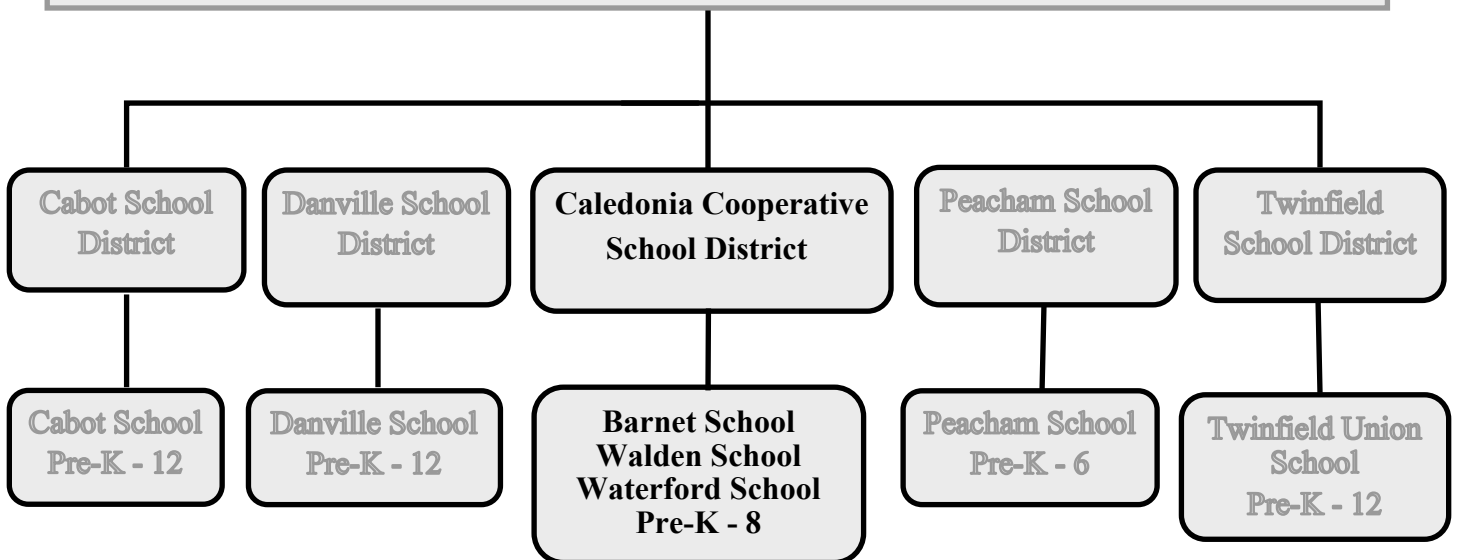 Cabot School
District
Danville School
District
Caledonia Cooperative
School District
Peacham School
District
Twinfield
School District
Cabot School
Pre-K - 12
Danville School
Pre-K - 12
Barnet School
Walden School
Waterford School
Pre-K - 8
Peacham School
Pre-K - 6
Twinfield Union
School
Pre-K - 12